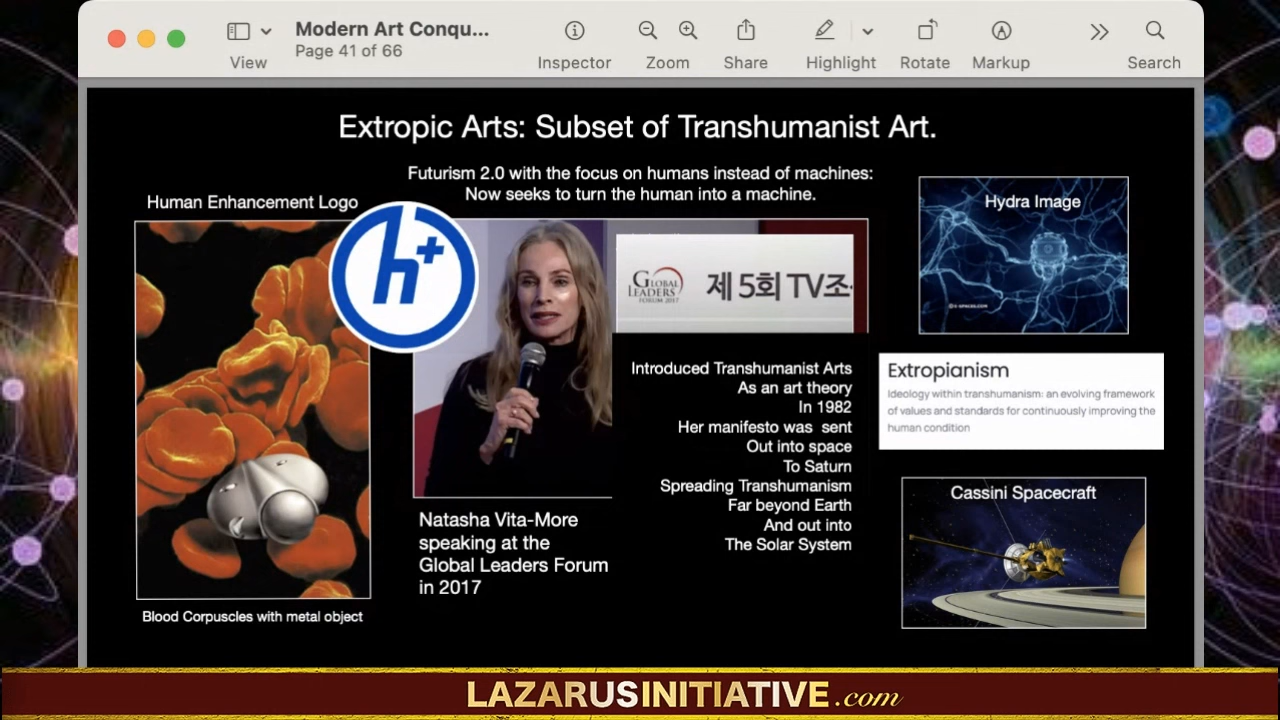 Modern Art Conqu...
Page 41 of 66
View
Inspector
Zoom
Share
Highlight
Rotate
Markup
Search
Extropic Arts: Subset of Transhumanist Art.
Futurism 2.0 with the focus on humans instead of machines:
Now seeks to turn the human into a machine.
Human Enhancement Logo
h+
Blood Corpuscles with metal object
GLOBAL
LEADERS
FORUM 2017
제 5회 TV조
Natasha Vita-More
speaking at the
Global Leaders Forum
in 2017
Introduced Transhumanist Arts
As an art theory
In 1982
Her manifesto was sent
Out into space
To Saturn
Spreading Transhumanism
Far beyond Earth
And out into
The Solar System
Hydra Image
Extropianism
Ideology within transhumanism: an evolving framework
of values and standards for continuously improving the
human condition
Cassini Spacecraft
LAZARUSINITIATIVE.com